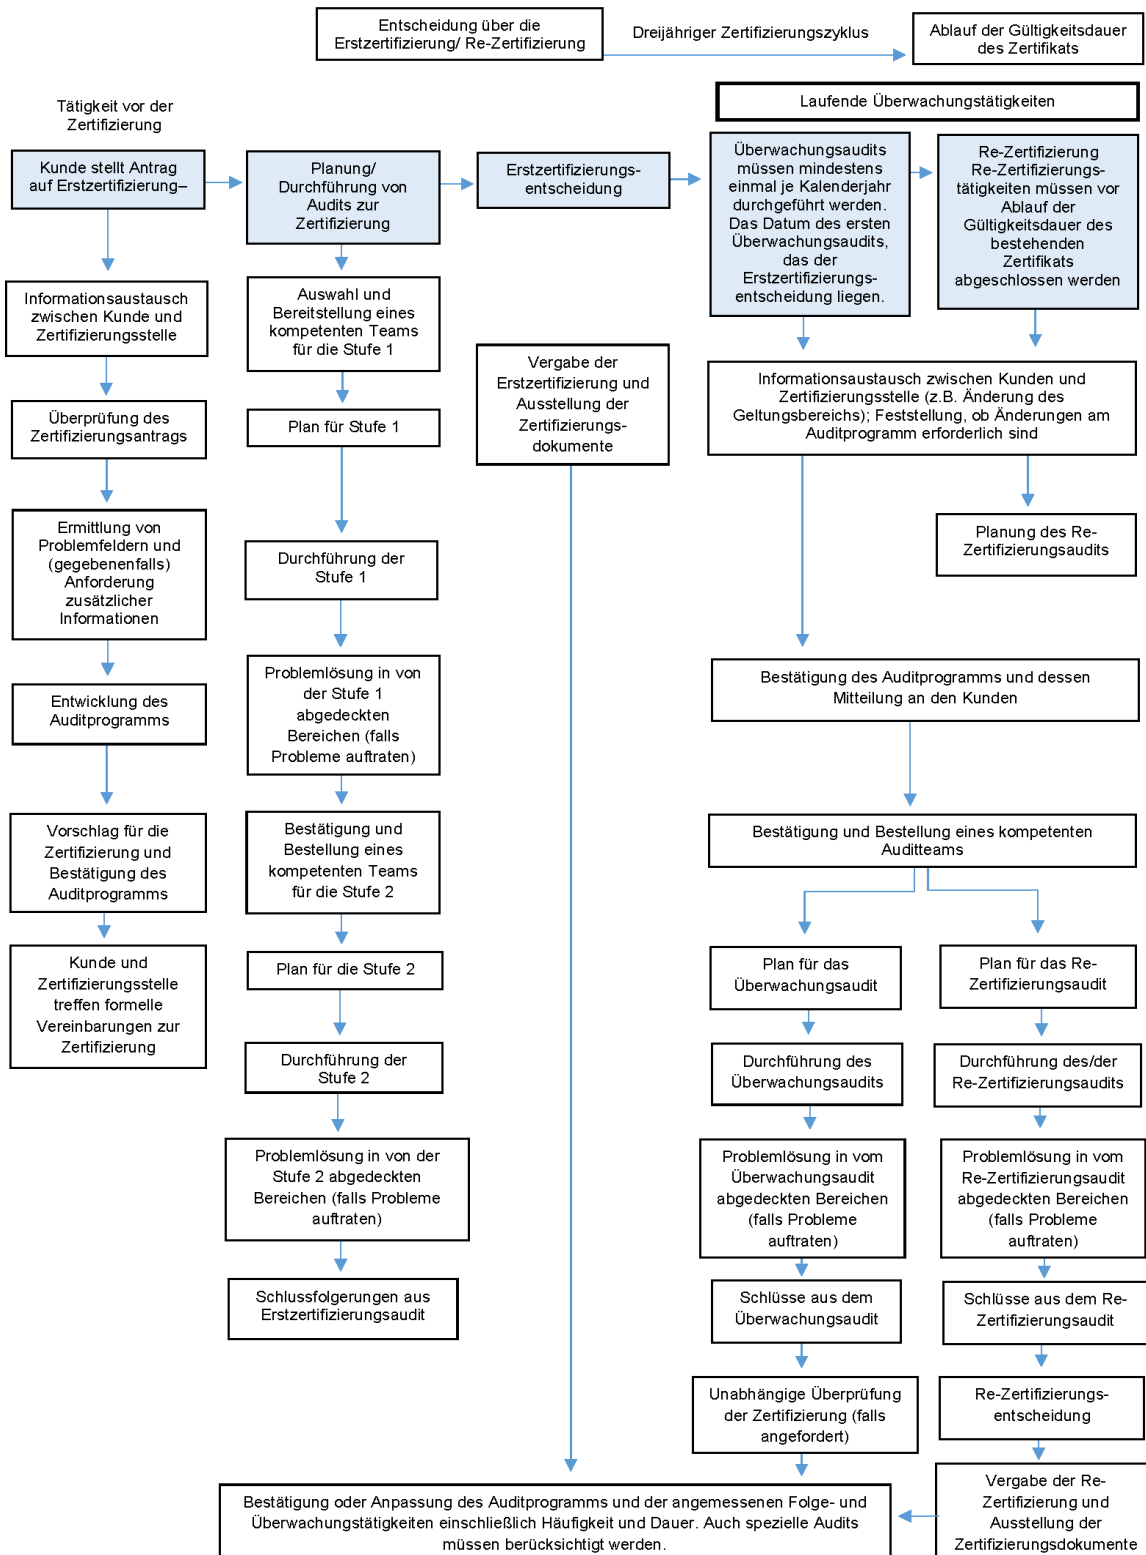 Entscheidung über die
Erstzertifizierung/ Re-Zertifizierung
Dreijähriger Zertifizierungszyklus
Ablauf der Gültigkeitsdauer
des Zertifikats
Laufende Überwachungstätigkeiten
Tätigkeit vor der
Zertifizierung
Kunde stellt Antrag
auf Erstzertifizierung–
Informationsaustausch
zwischen Kunde und
Zertifizierungsstelle
Überprüfung des
Zertifizierungsantrags
Ermittlung von
Problemfeldern und
(gegebenenfalls)
Anforderung
zusätzlicher
Informationen
Entwicklung des
Auditprogramms
Vorschlag für die
Zertifizierung und
Bestätigung des
Auditprogramms
Kunde und
Zertifizierungsstelle
treffen formelle
Vereinbarungen zur
Zertifizierung
Planung/
Durchführung von
Audits zur
Zertifizierung
Auswahl und
Bereitstellung eines
kompetenten Teams
für die Stufe 1
Plan für Stufe 1
Durchführung der
Stufe 1
Problemlösung in von
der Stufe 1
abgedeckten
Bereichen (falls
Probleme auftraten)
Bestätigung und
Bestellung eines
kompetenten Teams
für die Stufe 2
Plan für die Stufe 2
Durchführung der
Stufe 2
Problemlösung in von der
Stufe 2 abgedeckten
Bereichen (falls Probleme
auftraten)
Schlussfolgerungen aus
Erstzertifigierungsaudit
Erstzertifizierungs-
entscheidung
Vergabe der
Erstzertifizierung und
Ausstellung der
Zertifizierungs-
dokumente
Überwachungsaudits
müssen mindestens
einmal je Kalenderjahr
durchgeführt werden.
Das Datum des ersten
Überwachungsaudits,
das der
Erstzertifizierungs-
entscheidung liegen.
Re-Zertifizierung
Re-Zertifizierungs-
tätigkeiten müssen vor
Ablauf der
Gültigkeitsdauer des
bestehenden
Zertifikats
abgeschlossen werden
Informationsaustausch zwischen Kunden und
Zertifizierungsstelle (z.B. Änderung des
Geltungsbereichs); Feststellung, ob Änderungen am
Auditprogramm erforderlich sind
Planung des Re-
Zertifizierungsaudits
Bestätigung des Auditprogramms und dessen
Mitteilung an den Kunden
Bestätigung und Bestellung eines kompetenten
Auditteams
Plan für das
Überwachungsaudit
Durchführung des
Überwachungsaudits
Problemlösung in vom
Überwachungsaudit
abgedeckten Bereichen
(falls Probleme
auftraten)
Schlüsse aus dem
Überwachungsaudit
Unabhängige Überprüfung
der Zertifizierung (falls
angefordert)
Plan für das Re-
Zertifizierungsaudit
Durchführung des/der
Re-Zertifizierungsaudits
Problemlösung in vom
Re-Zertifizierungsaudit
abgedeckten Bereichen
(falls Probleme
auftraten)
Schlüsse aus dem Re-
Zertifizierungsaudit
Re-Zertifizierungs-
entscheidung
Vergabe der Re-
Zertifizierung und
Ausstellung der
Zertifizierungsdokumente
Bestätigung oder Anpassung des Auditprogramms und der angemessenen Folge- und
Überwachungstätigkeiten einschließlich Häufigkeit und Dauer. Auch spezielle Audits
müssen berücksichtigt werden.